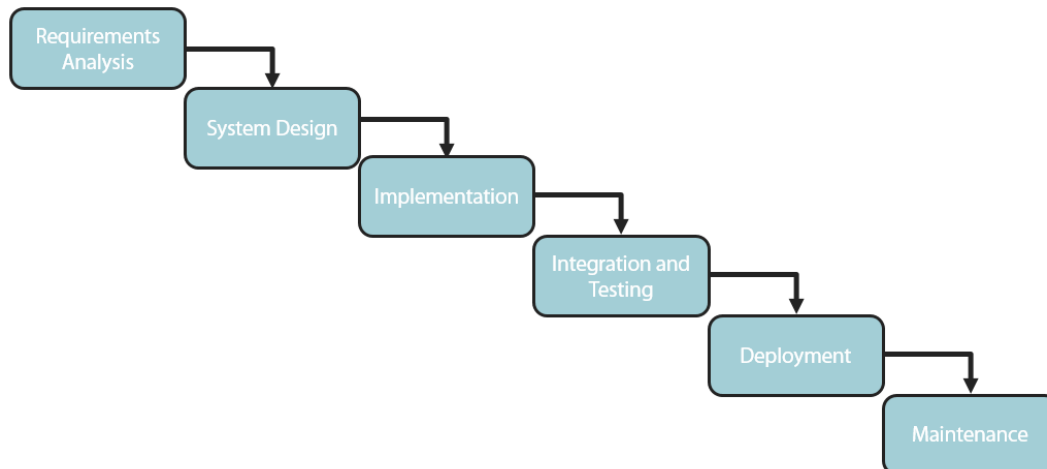 Requirements
Analysis
System Design
Implementation
Integration and
Testing
Deployment
Maintenance